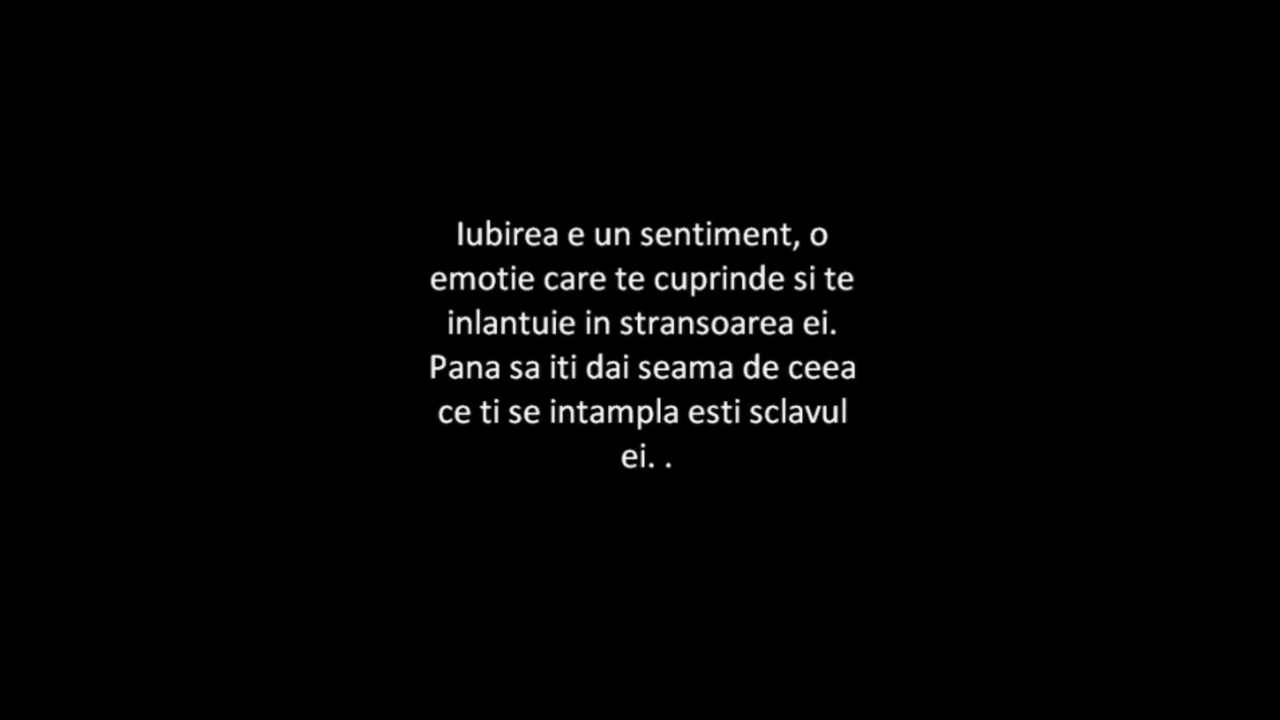 Iubirea e un sentiment, o
emotie care te cuprinde si te
inlantuie in stransoarea ei.
Pana sa iti dai seama de ceea
ce ti se intampla esti sclavul
ei. .